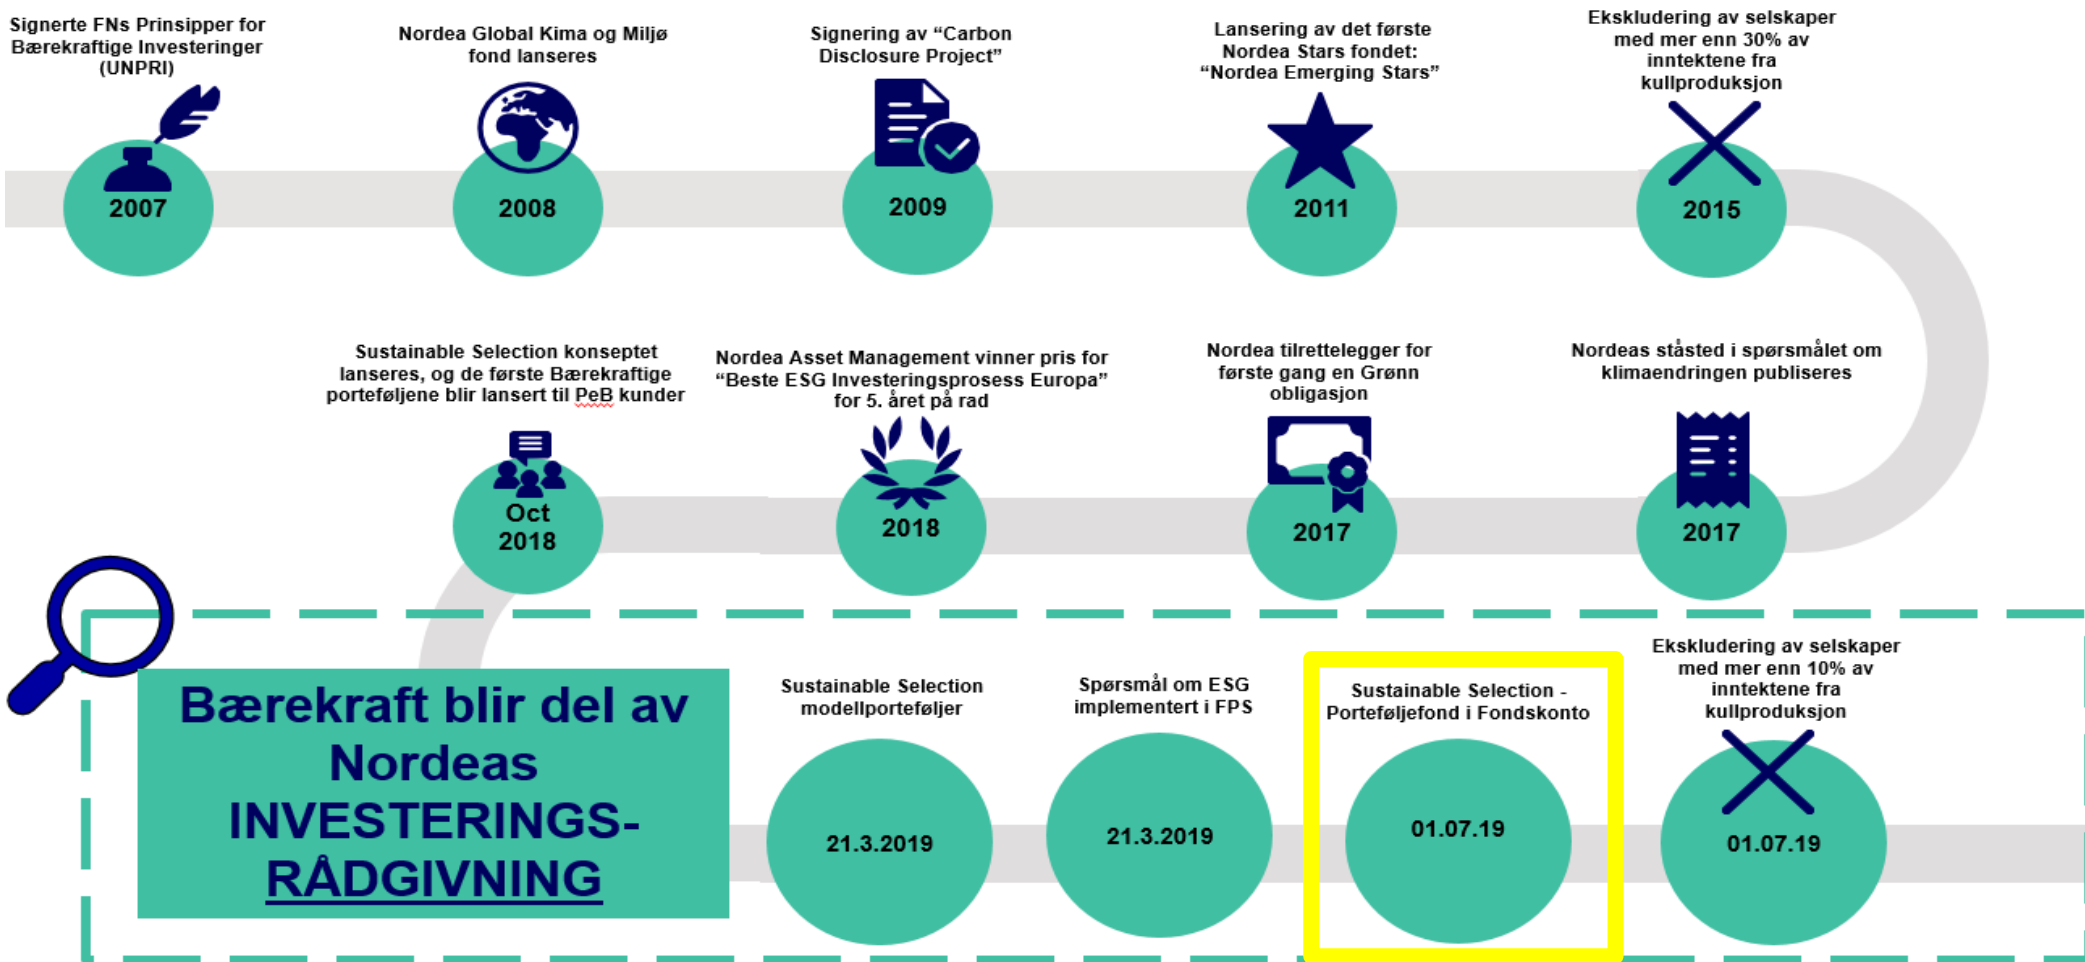 Signerte FNs Prinsipper for
Bærekraftige Investeringer
(UNPRI)
2007
Nordea Global Kima og Miljø
fond lanseres
2008
Signering av “Carbon
Disclosure Project”
2009
Lansering av det første
Nordea Stars fondet:
“Nordea Emerging Stars”
2011
Ekskludering av selskaper
med mer enn 30% av
inntektene fra
kullproduksjon
2015
Sustainable Selection konseptet
lanseres, og de første Bærekraftige
porteføljene blir lansert til PeB kunder
Oct
2018
Nordea Asset Management vinner pris for
“Beste ESG Investeringsprosess Europa”
for 5. året på rad
2018
Nordea tilrettelegger for
første gang en Grønn
obligasjon
2017
Nordeas ståsted i spørsmålet om
klimaendringen publiseres
2017
Bærekraft blir del av
Nordeas
INVESTERINGS-
RÅDGIVNING
Sustainable Selection
modellporteføljer
21.3.2019
Spørsmål om ESG
implementert i FPS
21.3.2019
Sustainable Selection -
Porteføljefond i Fondskonto
01.07.19
Ekskludering av selskaper
med mer enn 10% av
inntektene fra
kullproduksjon
01.07.19